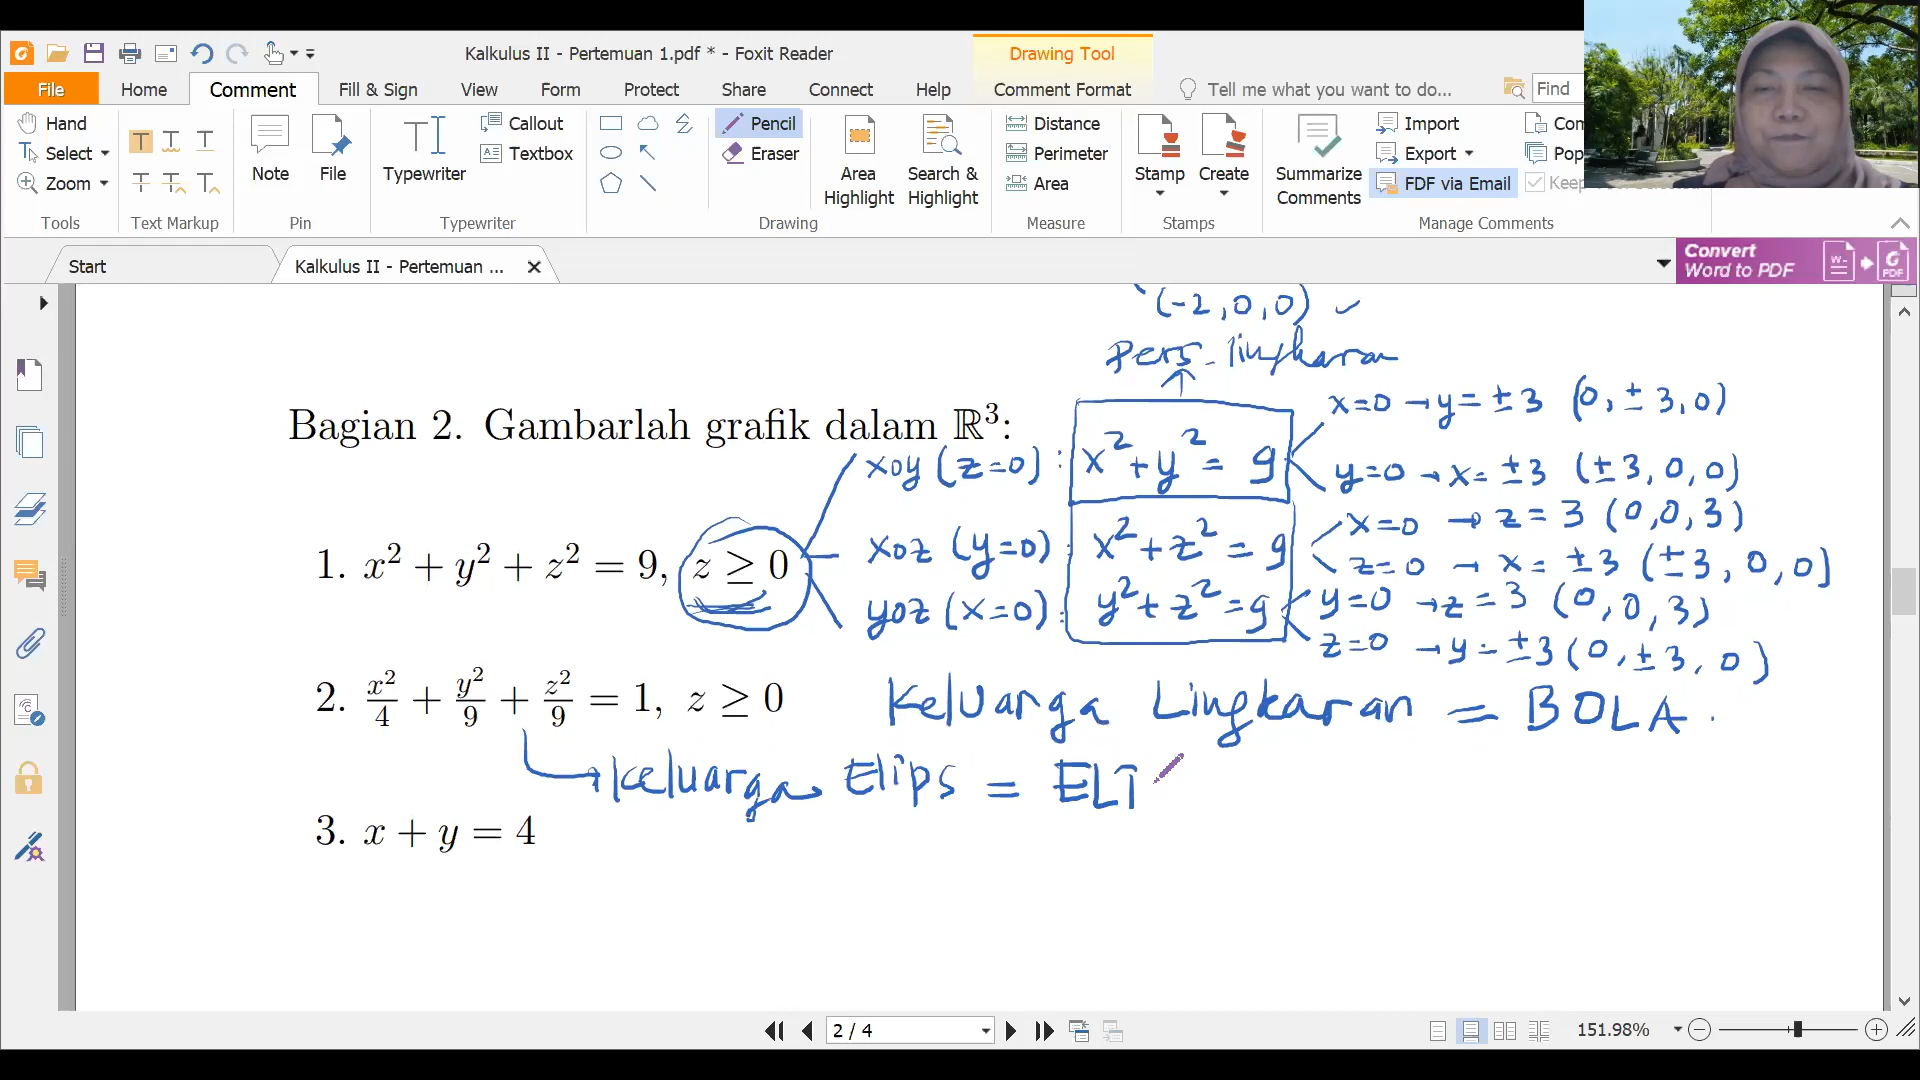 Kalkulus II - Pertemuan 1.pdf * - Foxit Reader
Drawing Tool
File Home Comment Fill & Sign View Form Protect Share Connect Help Comment Format Tell me what you want to do... Find
Hand
Select
Zoom
Tools
Text Markup
Note
File
Pin
Typewriter
Callout
Textbox
Typewriter
Pencil
Eraser
Area Highlight
Search & Highlight
Drawing
Distance
Perimeter
Area
Measure
Stamp
Create
Stamps
Summarize Comments
Import
Export
FDF via Email
Com
Pop
Keep
Manage Comments
Start
Kalkulus II - Pertemuan ...
Convert
Word to PDF
(-2,0,0)
Pers. lingkaran
Bagian 2. Gambarlah grafik dalam ℝ³:
xoy (z=0) : x² + y² = 9
x=0 → y = ±3 (0, ±3, 0)
y=0 → x = ±3 (±3, 0, 0)
1. x² + y² + z² = 9, z ≥ 0
xoz (y=0) : x² + z² = 9
x=0 → z = 3 (0,0,3)
z=0 → x = ±3 (±3, 0, 0)
yoz (x=0) : y² + z² = 9
y=0 → z = 3 (0, 0, 3)
z=0 → y = ±3 (0, ±3, 0)
2. x²/4 + y²/9 + z²/9 = 1, z ≥ 0
Keluarga Lingkaran = BOLA.
Keluarga Elips = ELI
3. x + y = 4
2 / 4
151.98%